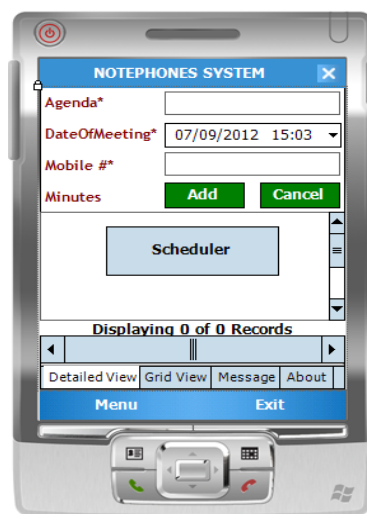 NOTEPHONES SYSTEM
Agenda*
DateOfMeeting* 07/09/2012 15:03
Mobile #*
Minutes Add Cancel
Scheduler
Displaying 0 of 0 Records
Detailed View Grid View Message About
Menu Exit